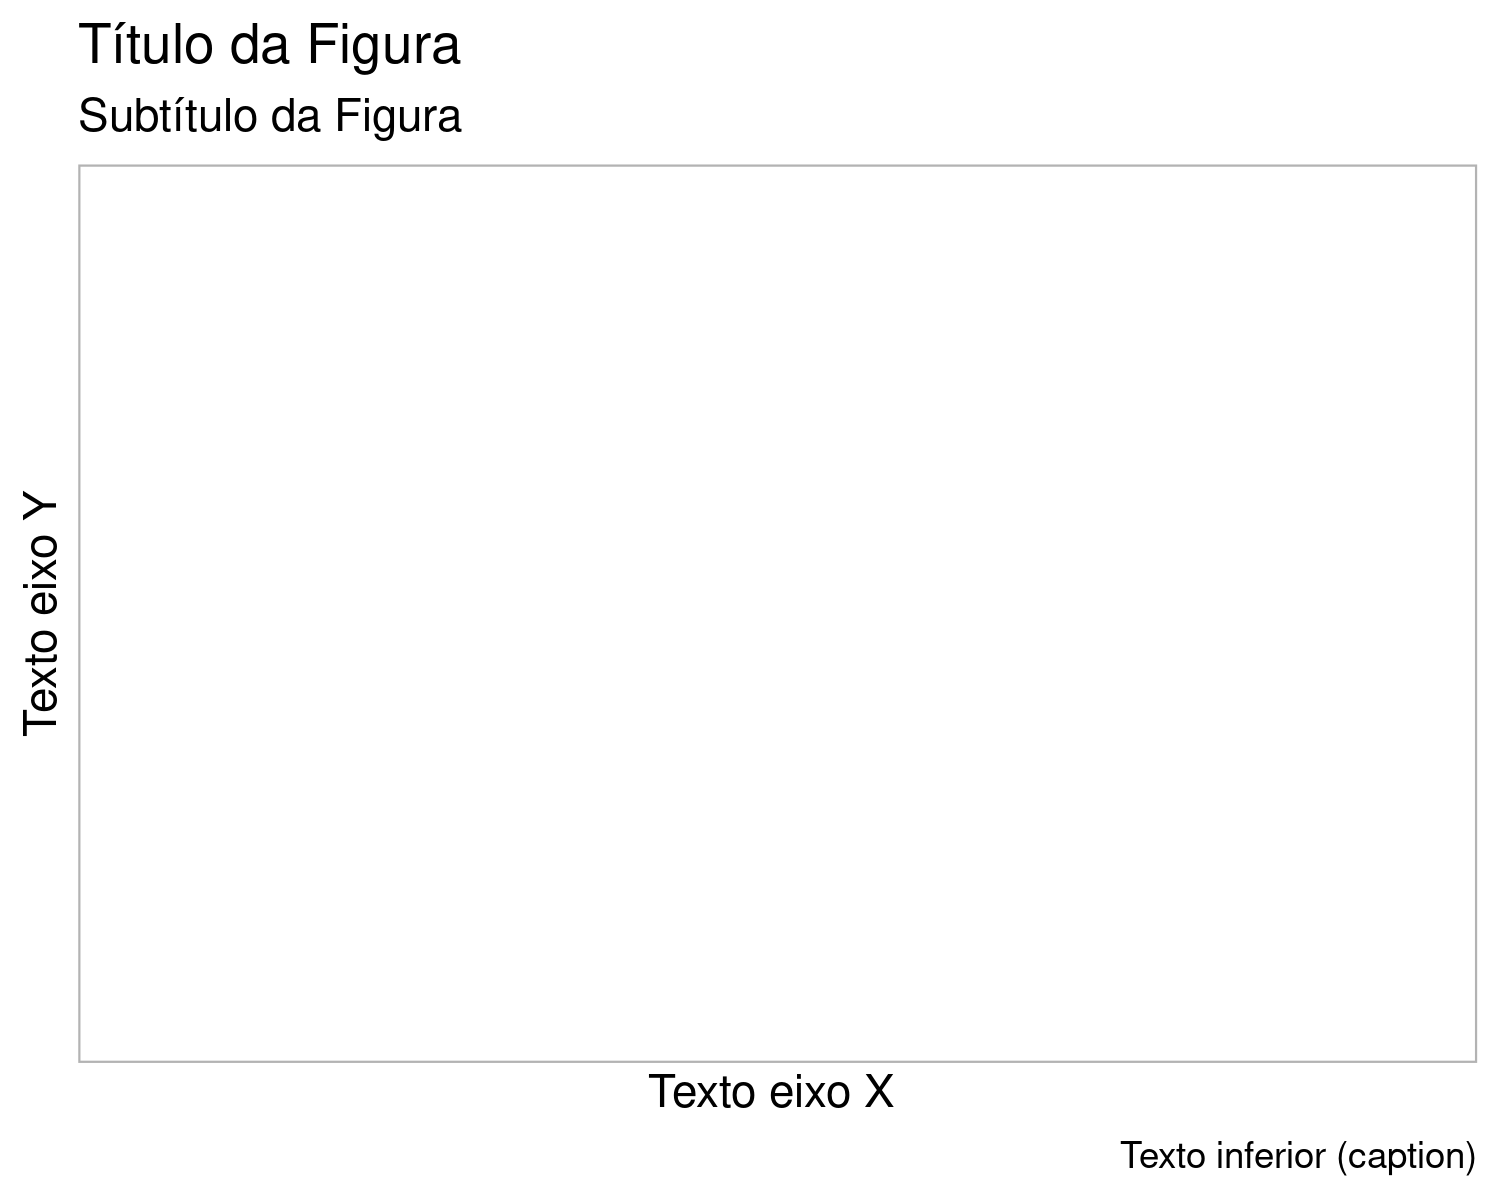 Título da Figura
Subtítulo da Figura
Texto eixo Y
Texto eixo X
Texto inferior (caption)